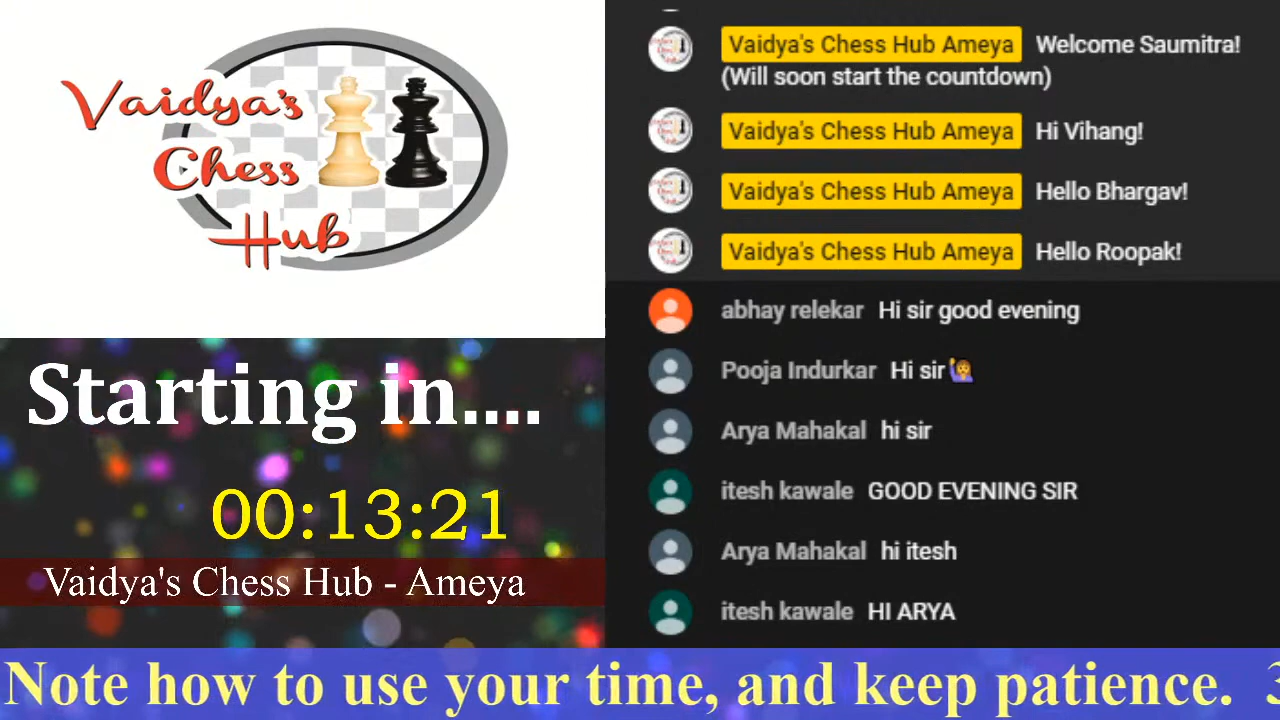 Vaidya's
Chess
Hub
Starting in....
00:13:21
Vaidya's Chess Hub - Ameya
Vaidya's Chess Hub Ameya Welcome Saumitra!
(Will soon start the countdown)
Vaidya's Chess Hub Ameya Hi Vihang!
Vaidya's Chess Hub Ameya Hello Bhargav!
Vaidya's Chess Hub Ameya Hello Roopak!
abhay relekar Hi sir good evening
Pooja Indurkar Hi sir🙋‍♀️
Arya Mahakal hi sir
itesh kawale GOOD EVENING SIR
Arya Mahakal hi itesh
itesh kawale HI ARYA
Note how to use your time, and keep patience.